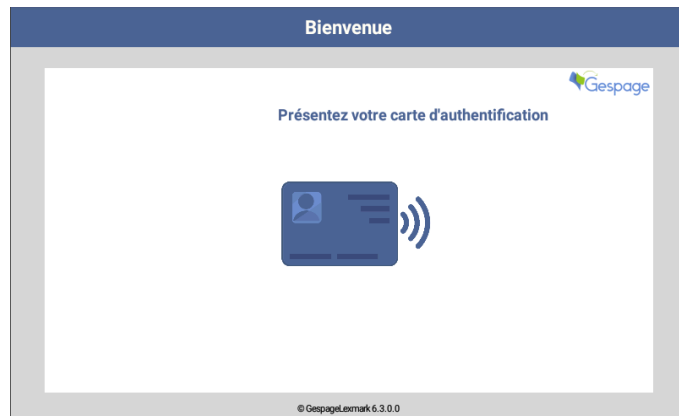 Bienvenue
Gespage
Présentez votre carte d'authentification
© GespageLexmark 6.3.0.0